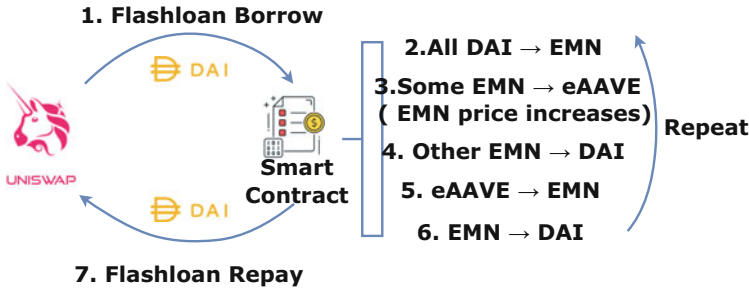 1. Flashloan Borrow
DAI
UNISWAP
Smart
Contract
DAI
7. Flashloan Repay
2.All DAI → EMN
3.Some EMN → eAAVE
( EMN price increases)
4. Other EMN → DAI
5. eAAVE → EMN
6. EMN → DAI
Repeat